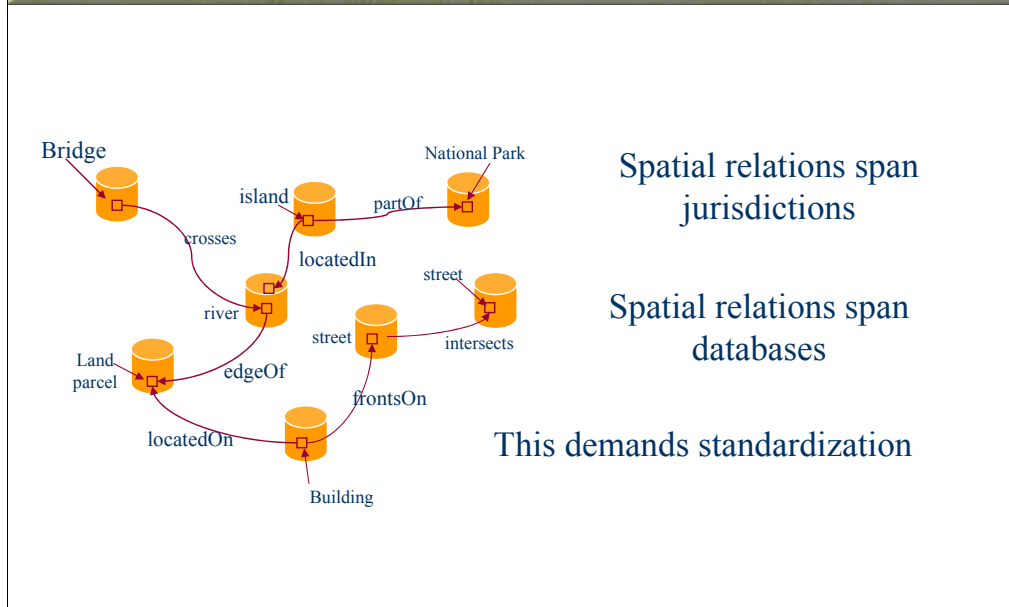 Bridge
National Park
island
partOf
crosses
locatedIn
river
street
street
intersects
Land
parcel
edgeOf
frontsOn
locatedOn
Building
Spatial relations span
jurisdictions
Spatial relations span
databases
This demands standardization